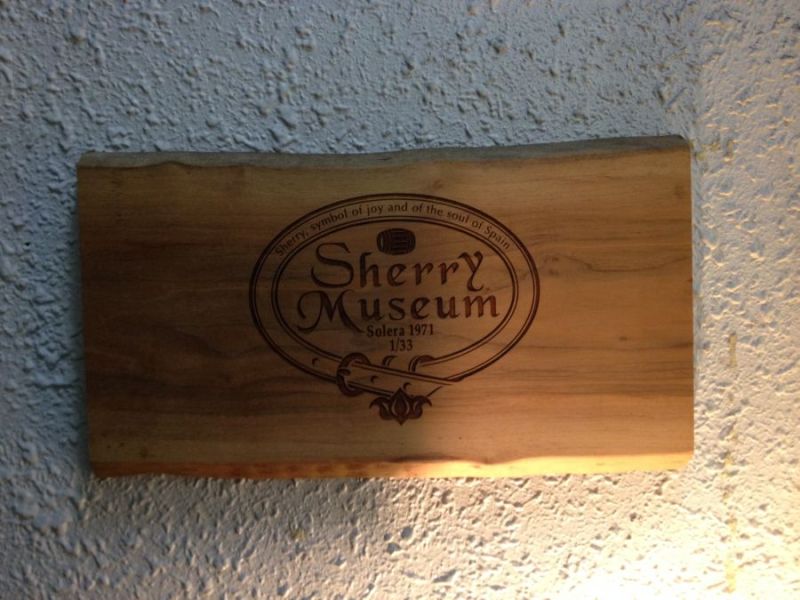 Sherry, symbol of joy and of the soul of Spain
Sherry
Museum
Solera 1971
1/33